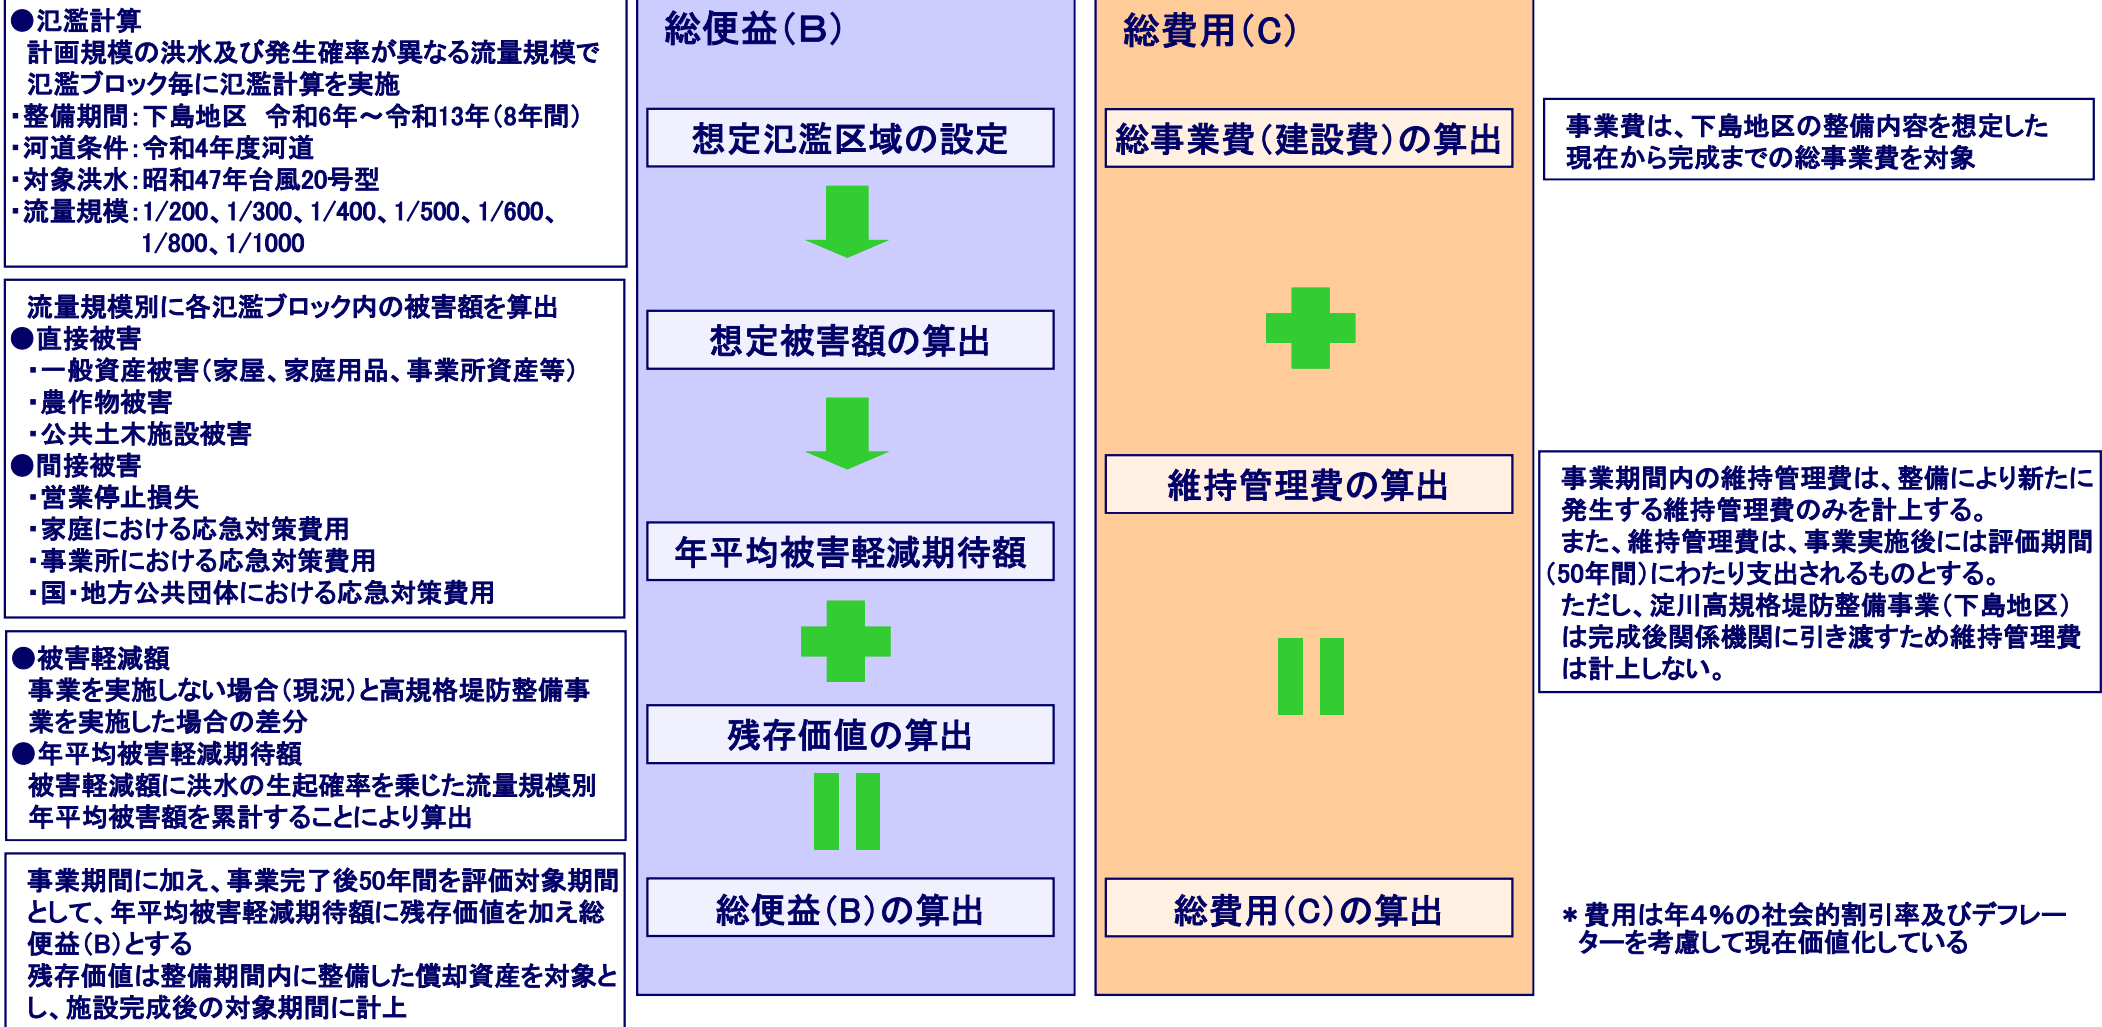 ●氾濫計算
計画規模の洪水及び発生確率が異なる流量規模で
氾濫ブロック毎に氾濫計算を実施
・整備期間：下島地区　令和6年～令和13年（8年間）
・河道条件：令和4年度河道
・対象洪水：昭和47年台風20号型
・流量規模：1/200、1/300、1/400、1/500、1/600、
1/800、1/1000
流量規模別に各氾濫ブロック内の被害額を算出
●直接被害
・一般資産被害（家屋、家庭用品、事業所資産等）
・農作物被害
・公共土木施設被害
●間接被害
・営業停止損失
・家庭における応急対策費用
・事業所における応急対策費用
・国・地方公共団体における応急対策費用
●被害軽減額
事業を実施しない場合（現況）と高規格堤防整備事
業を実施した場合の差分
●年平均被害軽減期待額
被害軽減額に洪水の生起確率を乗じた流量規模別
年平均被害額を累計することにより算出
事業期間に加え、事業完了後50年間を評価対象期間
として、年平均被害軽減期待額に残存価値を加え総
便益（B）とする
残存価値は整備期間内に整備した償却資産を対象と
し、施設完成後の対象期間に計上
総便益（B）
想定氾濫区域の設定
想定被害額の算出
年平均被害軽減期待額
残存価値の算出
総便益（B）の算出
総費用（C）
総事業費（建設費）の算出
維持管理費の算出
総費用（C）の算出
事業費は、下島地区の整備内容を想定した
現在から完成までの総事業費を対象
事業期間内の維持管理費は、整備により新たに
発生する維持管理費のみを計上する。
また、維持管理費は、事業実施後には評価期間
（50年間）にわたり支出されるものとする。
ただし、淀川高規格堤防整備事業（下島地区）
は完成後関係機関に引き渡すため維持管理費
は計上しない。
＊費用は年4%の社会的割引率及びデフレー
ターを考慮して現在価値化している